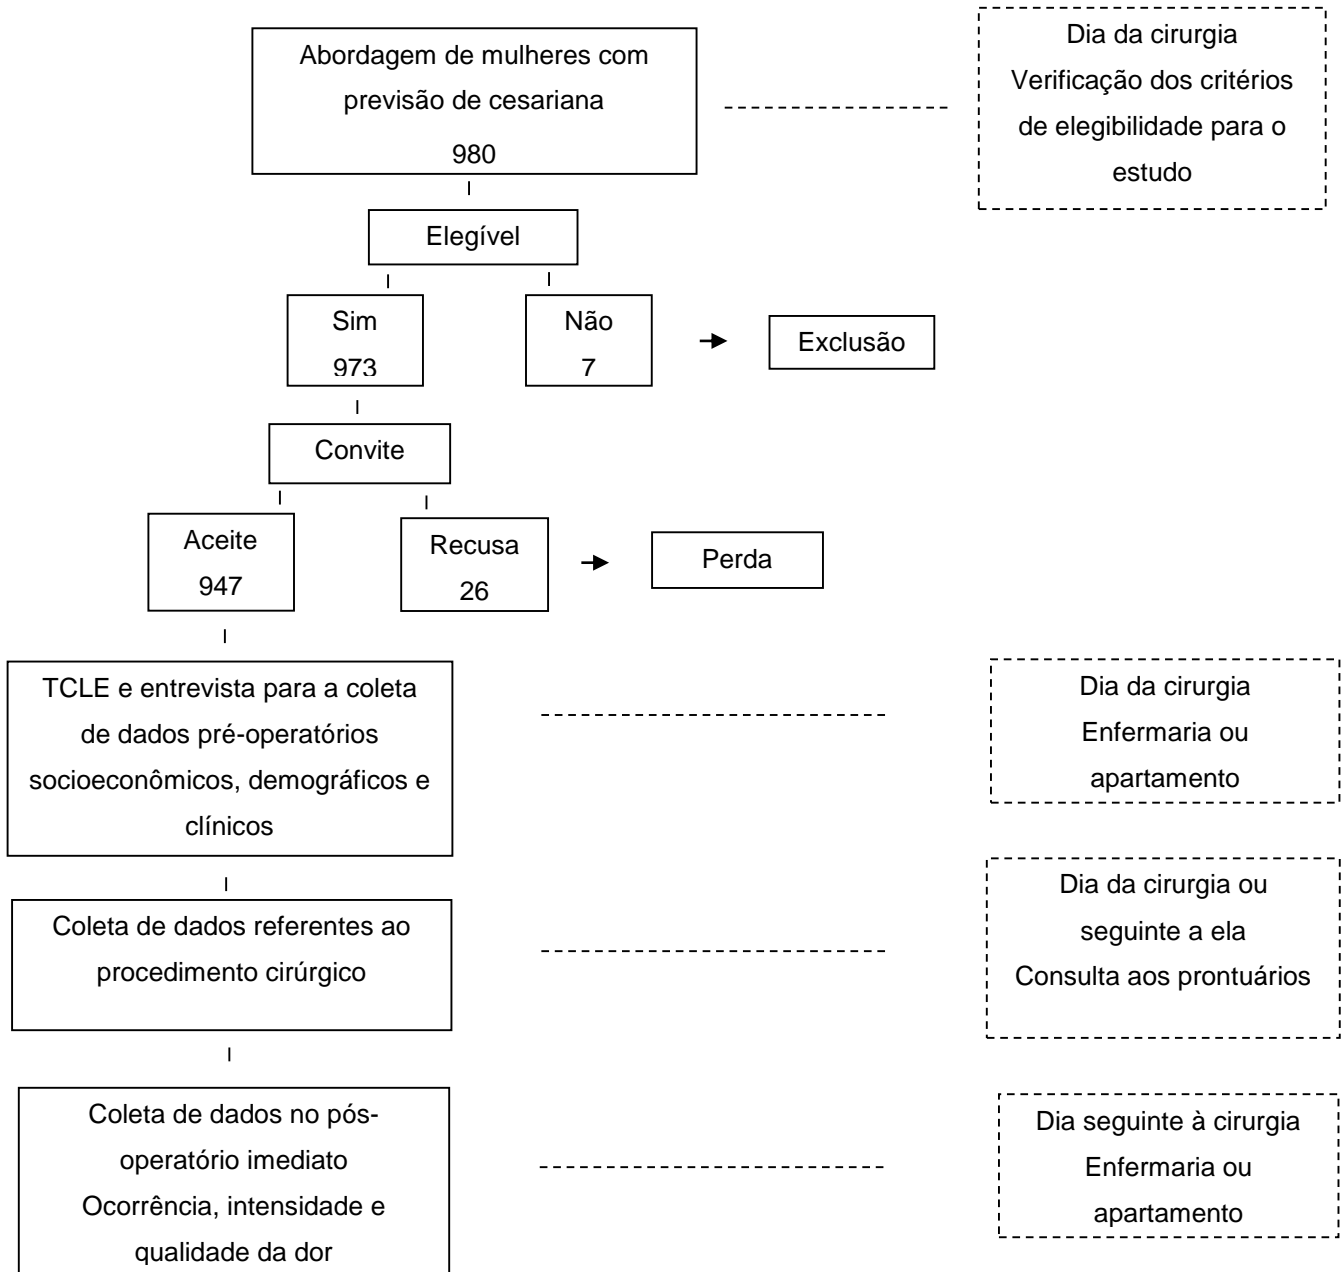 Abordagem de mulheres com
previsão de cesariana
980
Dia da cirurgia
Verificação dos critérios
de elegibilidade para o
estudo
Elegível
Sim
973
Não
7
Exclusão
Convite
Aceite
947
Recusa
26
Perda
TCLE e entrevista para a coleta
de dados pré-operatórios
socioeconômicos, demográficos e
clínicos
Dia da cirurgia
Enfermaria ou
apartamento
Coleta de dados referentes ao
procedimento cirúrgico
Dia da cirurgia ou
seguinte a ela
Consulta aos prontuários
Coleta de dados no pós-
operatório imediato
Ocorrência, intensidade e
qualidade da dor
Dia seguinte à cirurgia
Enfermaria ou
apartamento